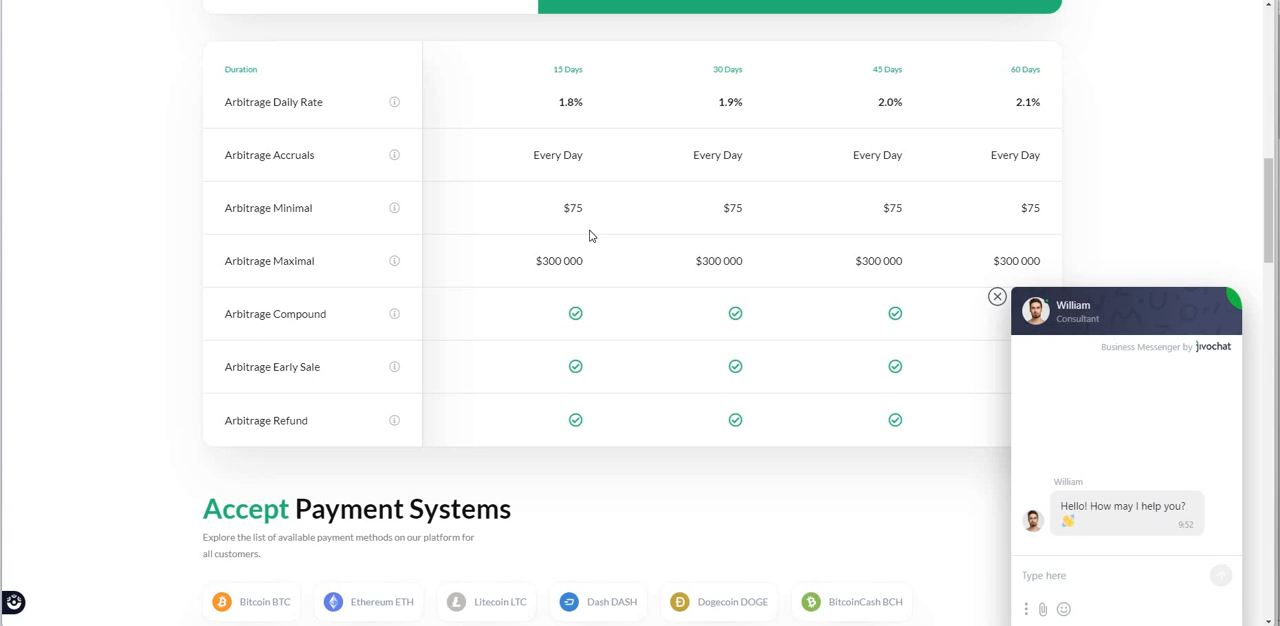 Duration 15 Days 30 Days 45 Days 60 Days
Arbitrage Daily Rate 1.8% 1.9% 2.0% 2.1%
Arbitrage Accruals Every Day Every Day Every Day Every Day
Arbitrage Minimal $75 $75 $75 $75
Arbitrage Maximal $300 000 $300 000 $300 000 $300 000
Arbitrage Compound
Arbitrage Early Sale
Arbitrage Refund
Accept Payment Systems
Explore the list of available payment methods on our platform for
all customers.
Bitcoin BTC Ethereum ETH Litecoin LTC Dash DASH Dogecoin DOGE BitcoinCash BCH
William
Consultant
Business Messenger by jivochat
William
Hello! How may I help you?
9:52
Type here